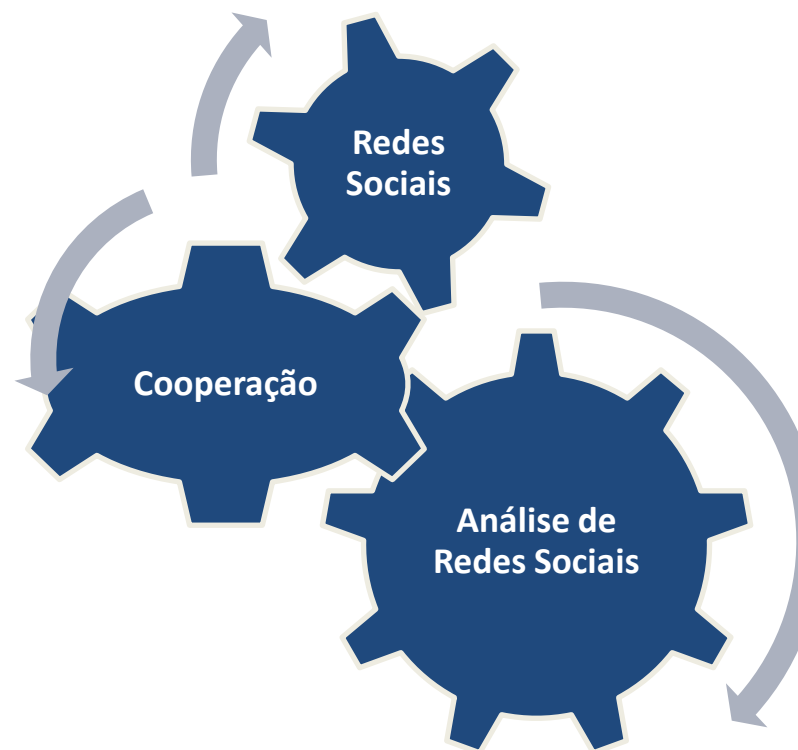 Redes
Sociais
Cooperação
Análise de
Redes Sociais